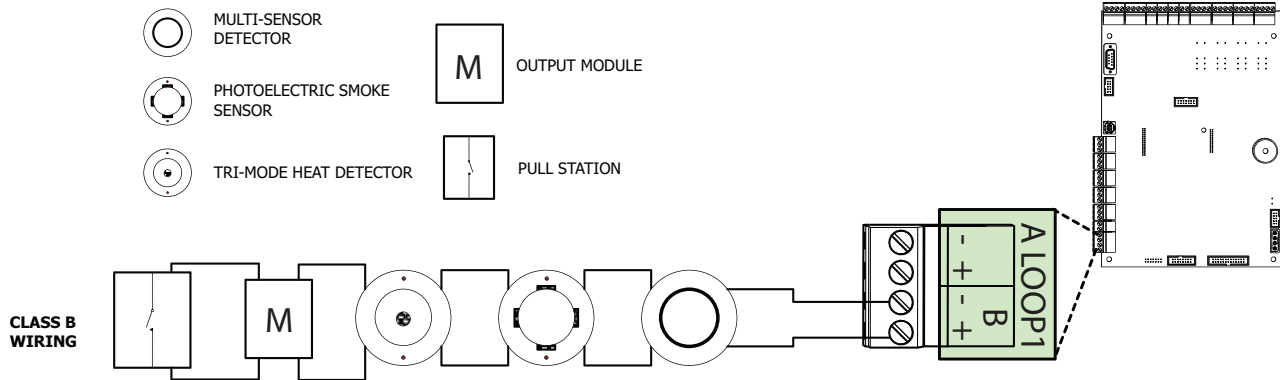 MULTI-SENSOR
DETECTOR
M
OUTPUT MODULE
PHOTOELECTRIC SMOKE
SENSOR
TRI-MODE HEAT DETECTOR
PULL STATION
CLASS B
WIRING
M
- + - +
B
A LOOP1